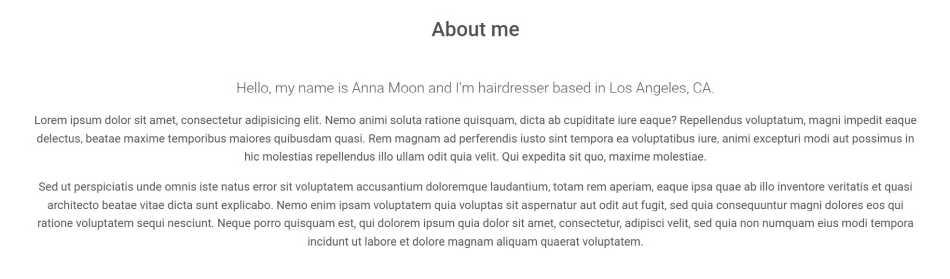 About me
Hello, my name is Anna Moon and I'm hairdresser based in Los Angeles, CA.
Lorem ipsum dolor sit amet, consectetur adipisicing elit. Nemo animi soluta ratione quisquam, dicta ab cupiditate iure eaque? Repellendus voluptatum, magni impedit eaque
delectus, beatae maxime temporibus maiores quibusdam quasi. Rem magnam ad perferendis iusto sint tempora ea voluptatibus iure, animi excepturi modi aut possimus in
hic molestias repellendus illo ullam odit quia velit. Qui expedita sit quo, maxime molestiae.
Sed ut perspiciatis unde omnis iste natus error sit voluptatem accusantium doloremque laudantium, totam rem aperiam, eaque ipsa quae ab illo inventore veritatis et quasi
architecto beatae vitae dicta sunt explicabo. Nemo enim ipsam voluptatem quia voluptas sit aspernatur aut odit aut fugit, sed quia consequuntur magni dolores eos qui
ratione voluptatem sequi nesciunt. Neque porro quisquam est, qui dolorem ipsum quia dolor sit amet, consectetur, adipisci velit, sed quia non numquam eius modi tempora
incidunt ut labore et dolore magnam aliquam quaerat voluptatem.